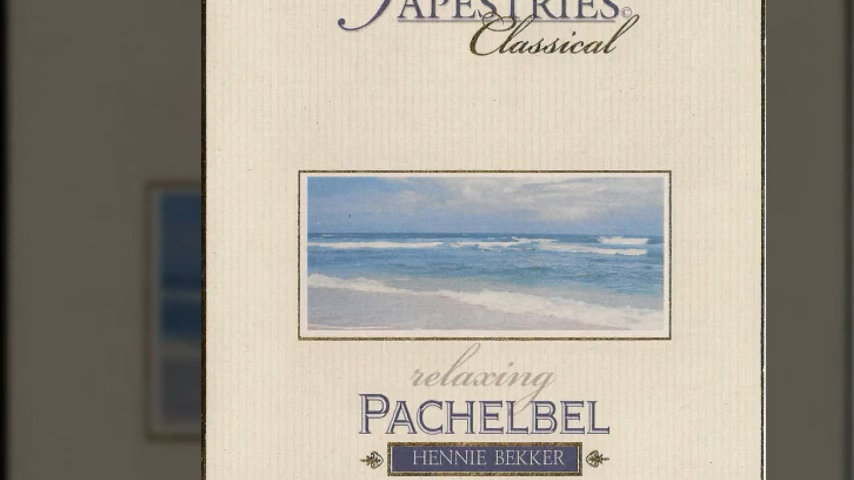 TAPESTRIES©
Classical
relaxing
PACHELBEL
HENNIE BEKKER